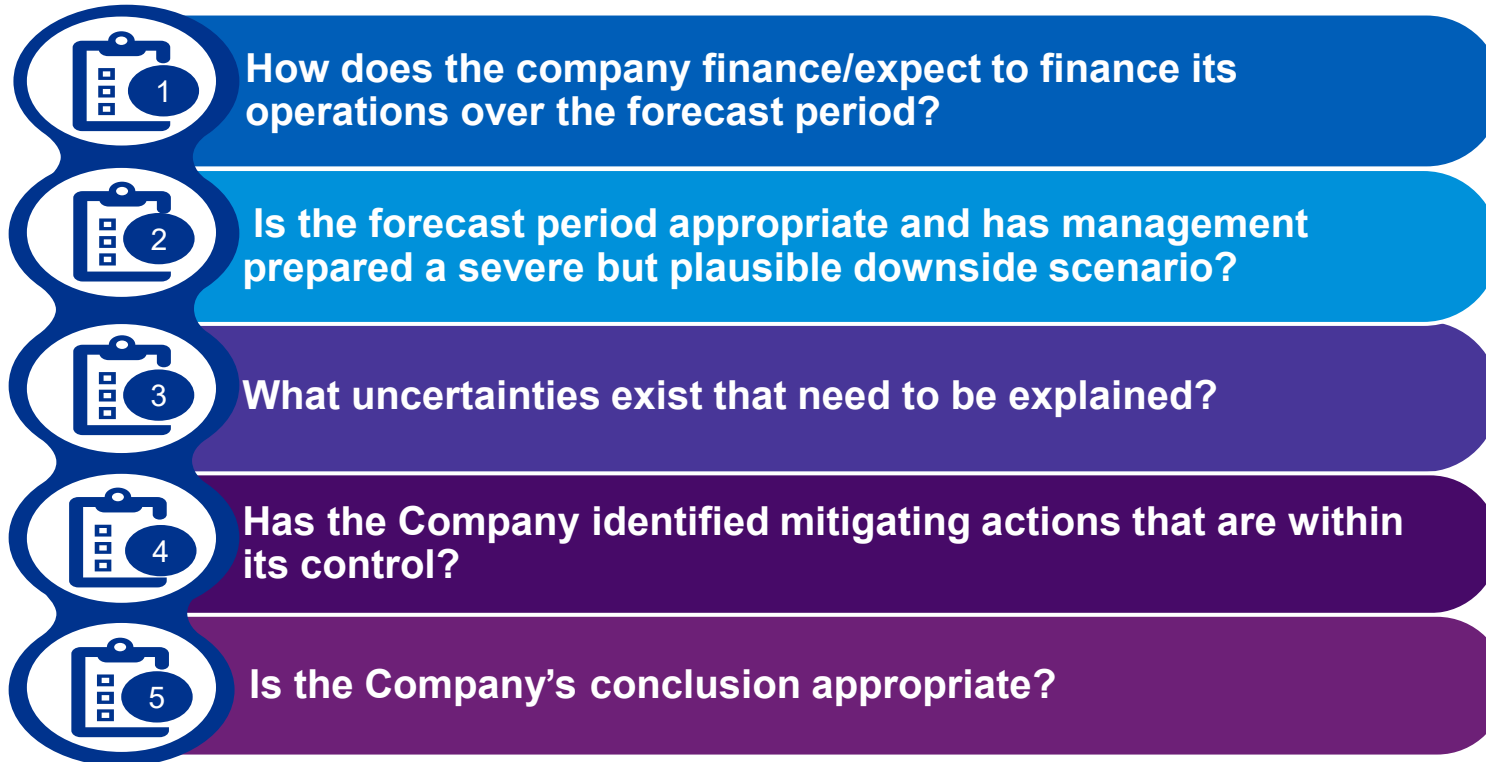 1
How does the company finance/expect to finance its
operations over the forecast period?
2
Is the forecast period appropriate and has management
prepared a severe but plausible downside scenario?
3
What uncertainties exist that need to be explained?
4
Has the Company identified mitigating actions that are within
its control?
5
Is the Company’s conclusion appropriate?